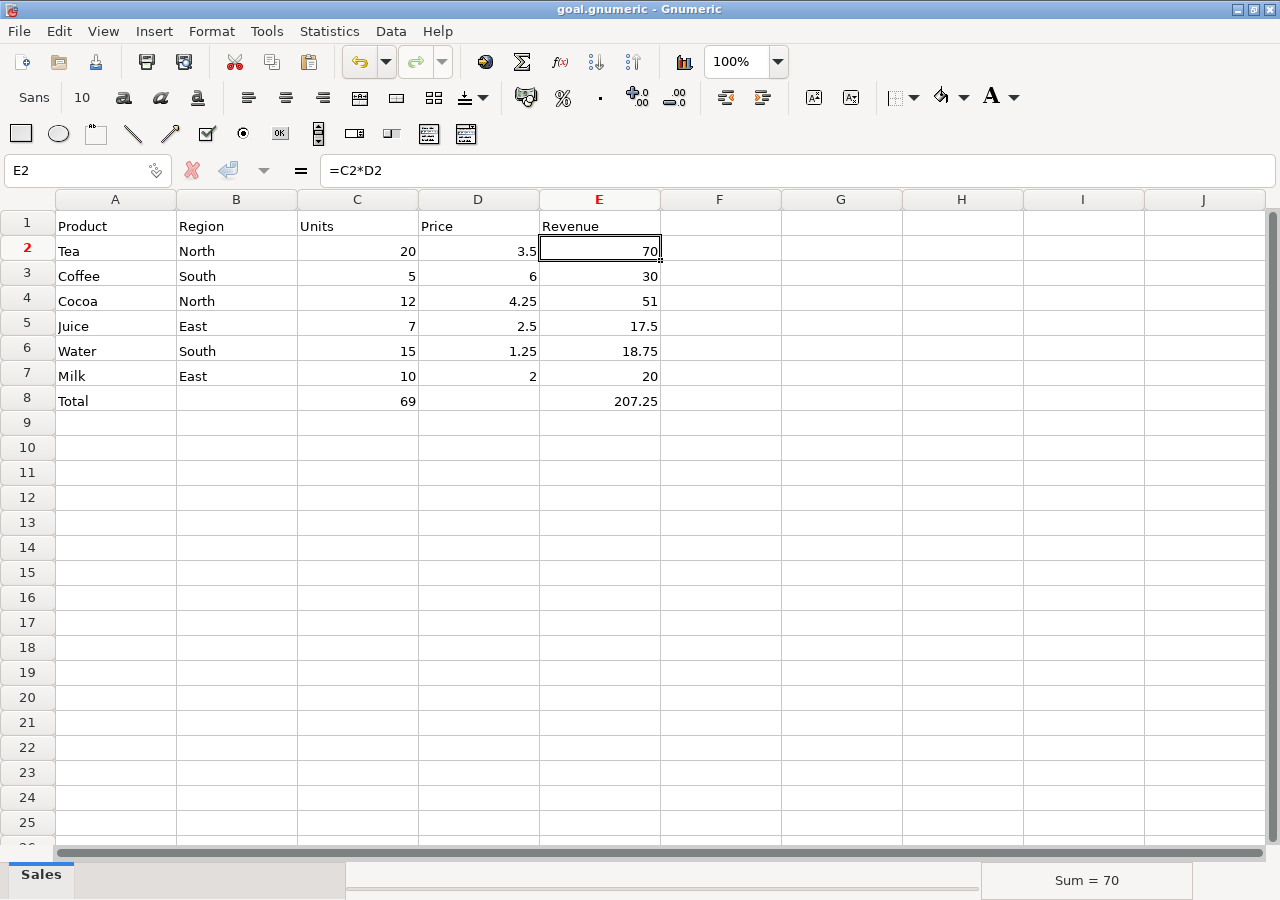 goal.gnumeric - Gnumeric
File Edit View Insert Format Tools Statistics Data Help
100%
Sans 10
E2 =C2*D2
A B C D E F G H I J
1 Product Region Units Price Revenue
2 Tea North 20 3.5 70
3 Coffee South 5 6 30
4 Cocoa North 12 4.25 51
5 Juice East 7 2.5 17.5
6 Water South 15 1.25 18.75
7 Milk East 10 2 20
8 Total 69 207.25
9
10
11
12
13
14
15
16
17
18
19
20
21
22
23
24
25
Sales Sum = 70